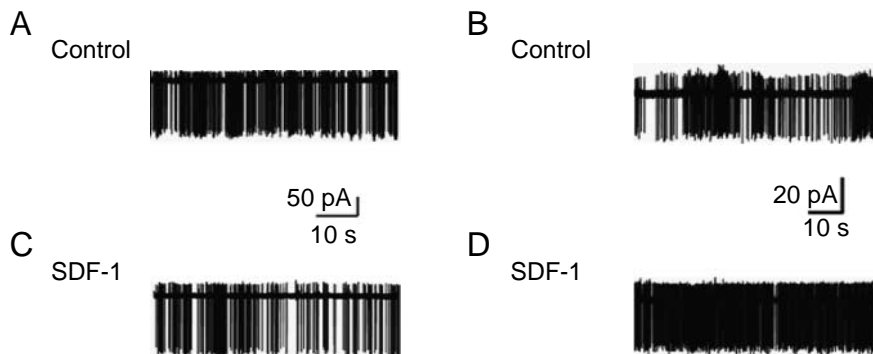 A
Control
B
Control
50 pA
10 s
20 pA
10 s
C
SDF-1
D
SDF-1